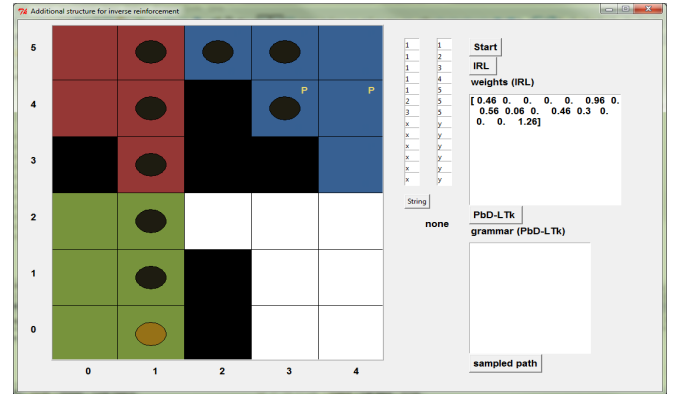 Additional structure for inverse reinforcement
5
4
3
2
1
0
0 1 2 3 4
P P
1 1
1 2
1 3
1 4
1 5
2 5
3 5
x y
x y
x y
x y
x y
String
none
Start
IRL
weights (IRL)
[ 0.46 0. 0. 0. 0. 0.96 0.
0.56 0.06 0. 0.46 0.3 0.
0. 0. 1.26]
PbD-LTk
grammar (PbD-LTk)
sampled path